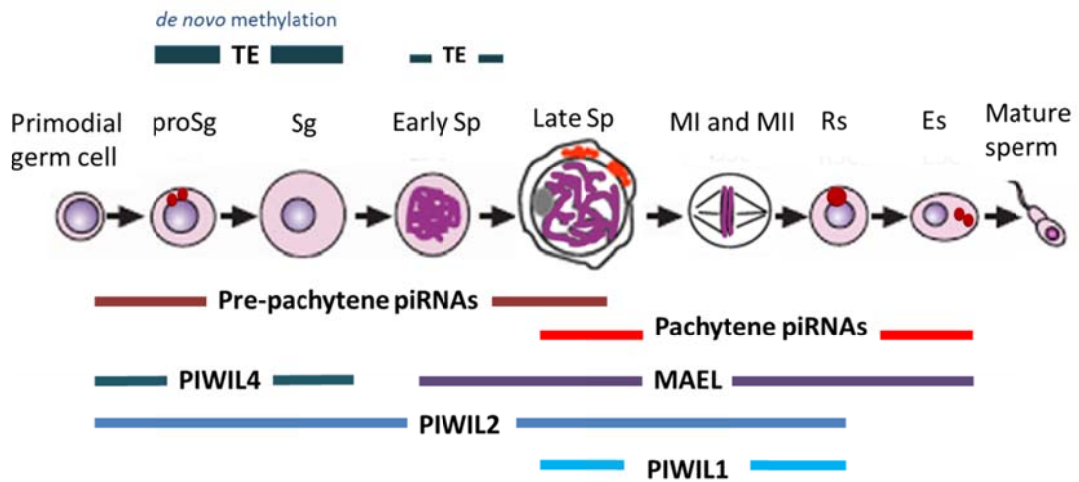 de novo methylation
TE
TE
Primodial
germ cell
proSg
Sg
Early Sp
Late Sp
MI and MII
Rs
Es
Mature
sperm
Pre-pachytene piRNAs
Pachytene piRNAs
PIWIL4
MAEL
PIWIL2
PIWIL1